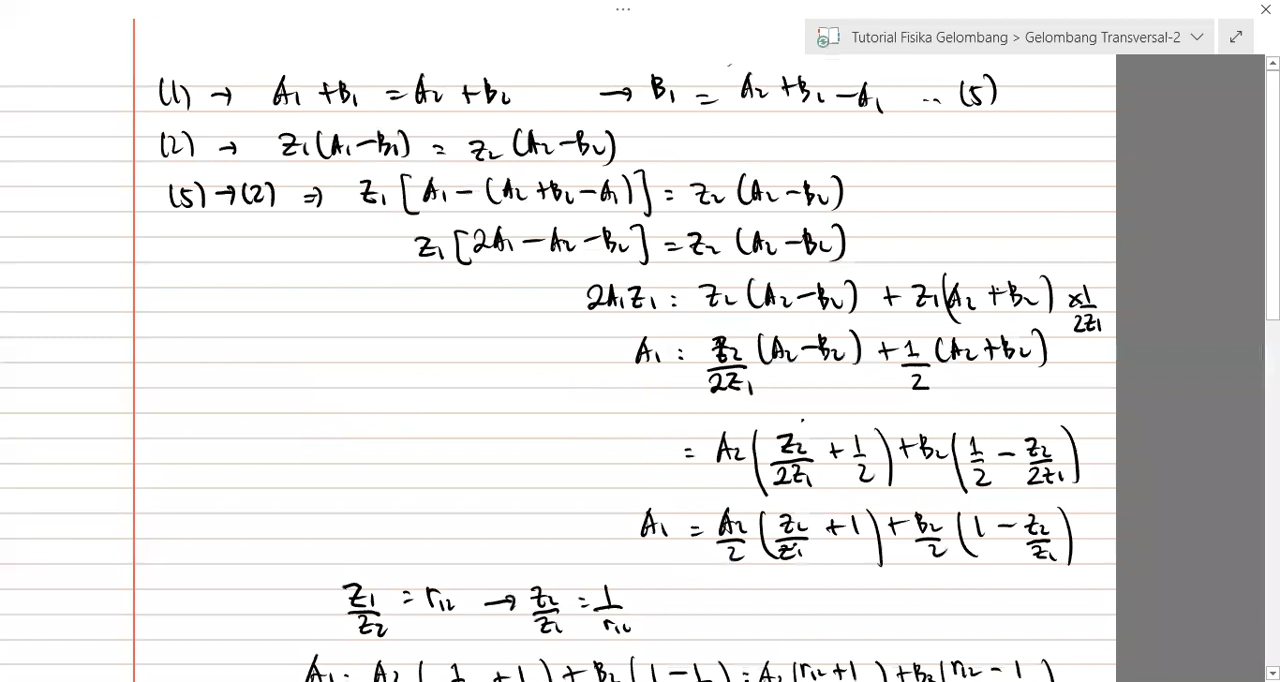 Tutorial Fisika Gelombang > Gelombang Transversal-2
(1) → A₁ + B₁ = A₂ + B₂ → B₁ = A₂ + B₂ - A₁ .. (5)
(2) → Z₁(A₁ - B₁) = Z₂(A₂ - B₂)
(5) → (2) ⇒ Z₁[A₁ - (A₂ + B₂ - A₁)] = Z₂(A₂ - B₂)
Z₁[2A₁ - A₂ - B₂] = Z₂(A₂ - B₂)
2A₁Z₁ : Z₂(A₂ - B₂) + Z₁(A₂ + B₂) × 1/2Z₁
A₁ : Z₂/2Z₁ (A₂ - B₂) + 1/2 (A₂ + B₂)
= A₂(Z₂/2Z₁ + 1/2) + B₂(1/2 - Z₂/2Z₁)
A₁ = A₂/2 (Z₂/Z₁ + 1) + B₂/2 (1 - Z₂/Z₁)
Z₁/Z₂ = r₁₂ → Z₂/Z₁ = 1/r₁₂